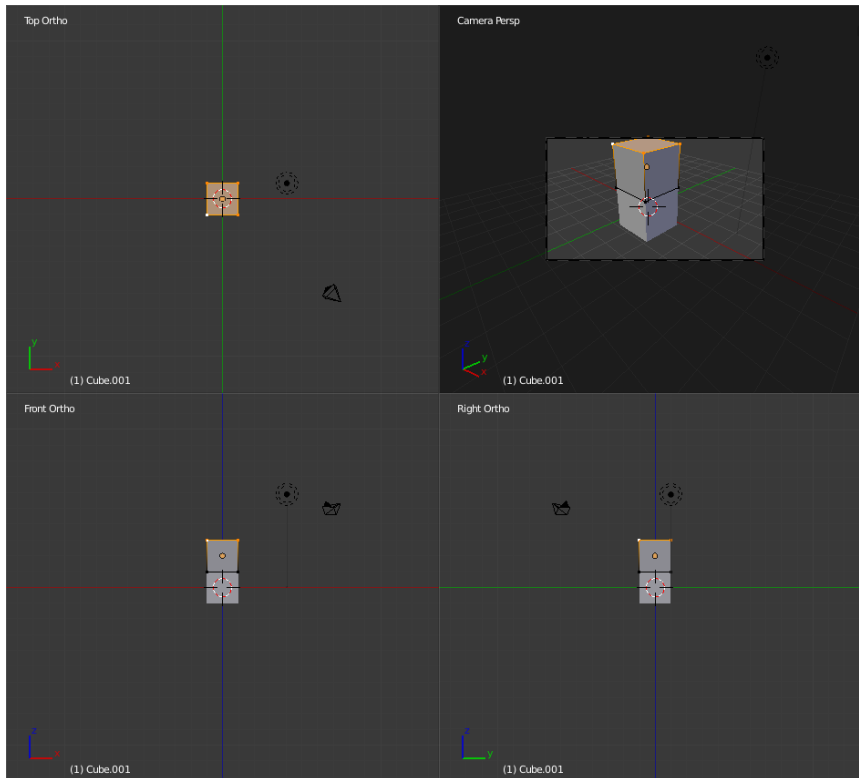 Top Ortho
Camera Persp
y
x
(1) Cube.001
z
y
x
(1) Cube.001
Front Ortho
Right Ortho
z
x
(1) Cube.001
z
y
(1) Cube.001